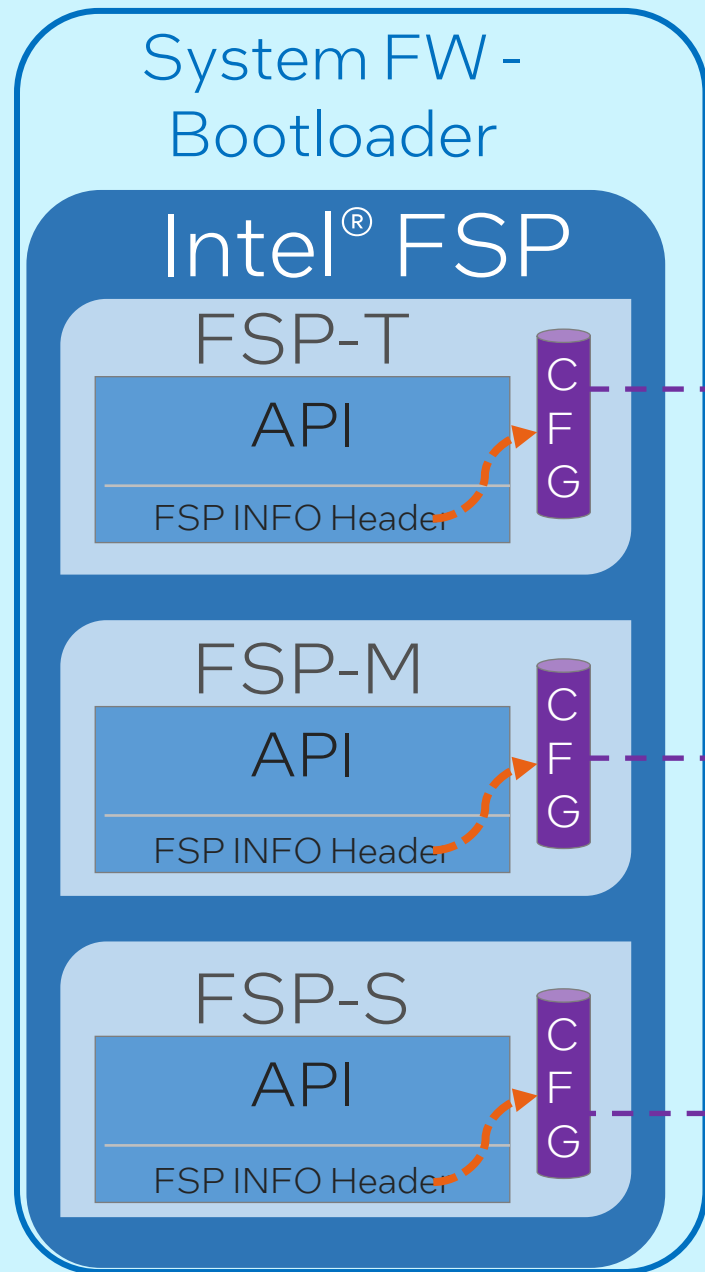 System FW -
Bootloader
Intel® FSP
FSP-T
API
FSP INFO Header
C
F
G
FSP-M
API
FSP INFO Header
C
F
G
FSP-S
API
FSP INFO Header
C
F
G